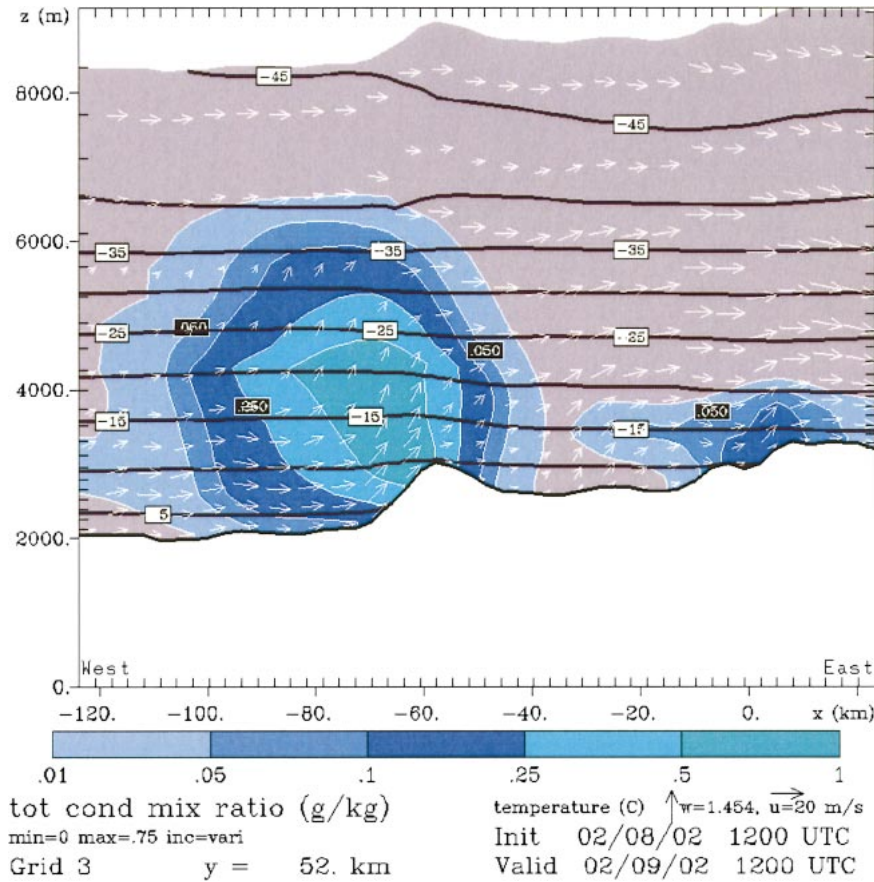 z (m)
-45
8000.
-45
6000.
-35
-35
-35
-25
.050
-25
-25
.050
4000.
.250
-15
-15
-15
.050
5
2000.
West
East
0.
-120. -100. -80. -60. -40. -20. 0. x (km)
.01 .05 .1 .25 .5 1
tot cond mix ratio (g/kg)
temperature (C) w=1.454, u=20 m/s
min=0 max=.75 inc=vari
Init 02/08/02 1200 UTC
Grid 3 y = 52. km
Valid 02/09/02 1200 UTC